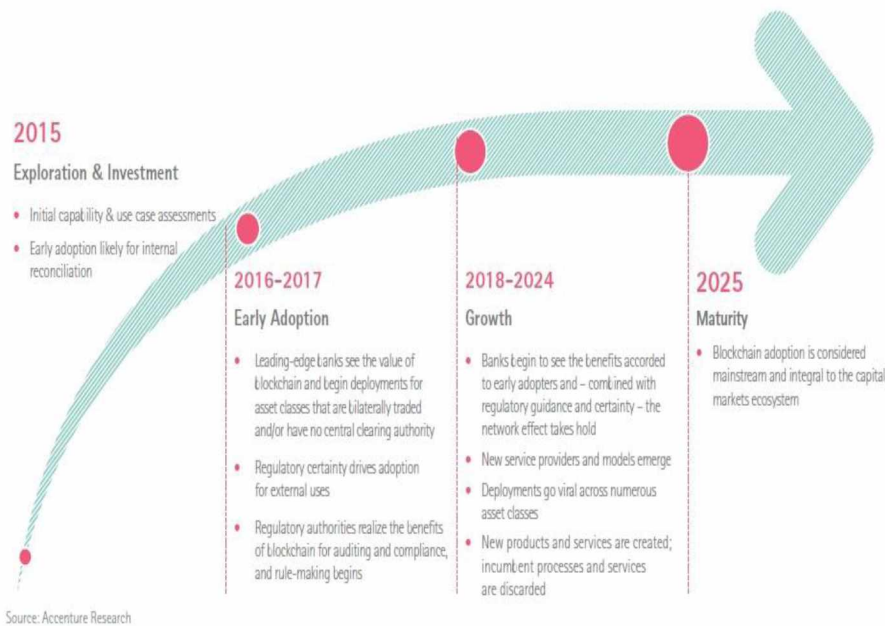 2015
Exploration & Investment
• Initial capability & use case assessments
• Early adoption likely for internal
reconciliation
2016–2017
Early Adoption
• Leading-edge banks see the value of
blockchain and begin deployments for
asset classes that are bilaterally traded
and/or have no central clearing authority
• Regulatory certainty drives adoption
for external uses
• Regulatory authorities realize the benefits
of blockchain for auditing and compliance,
and rule-making begins
2018–2024
Growth
• Banks begin to see the benefits accorded
to early adopters and – combined with
regulatory guidance and certainty – the
network effect takes hold
• New service providers and models emerge
• Deployments go viral across numerous
asset classes
• New products and services are created;
incumbent processes and services
are discarded
2025
Maturity
• Blockchain adoption is considered
mainstream and integral to the capital
markets ecosystem
Source: Accenture Research